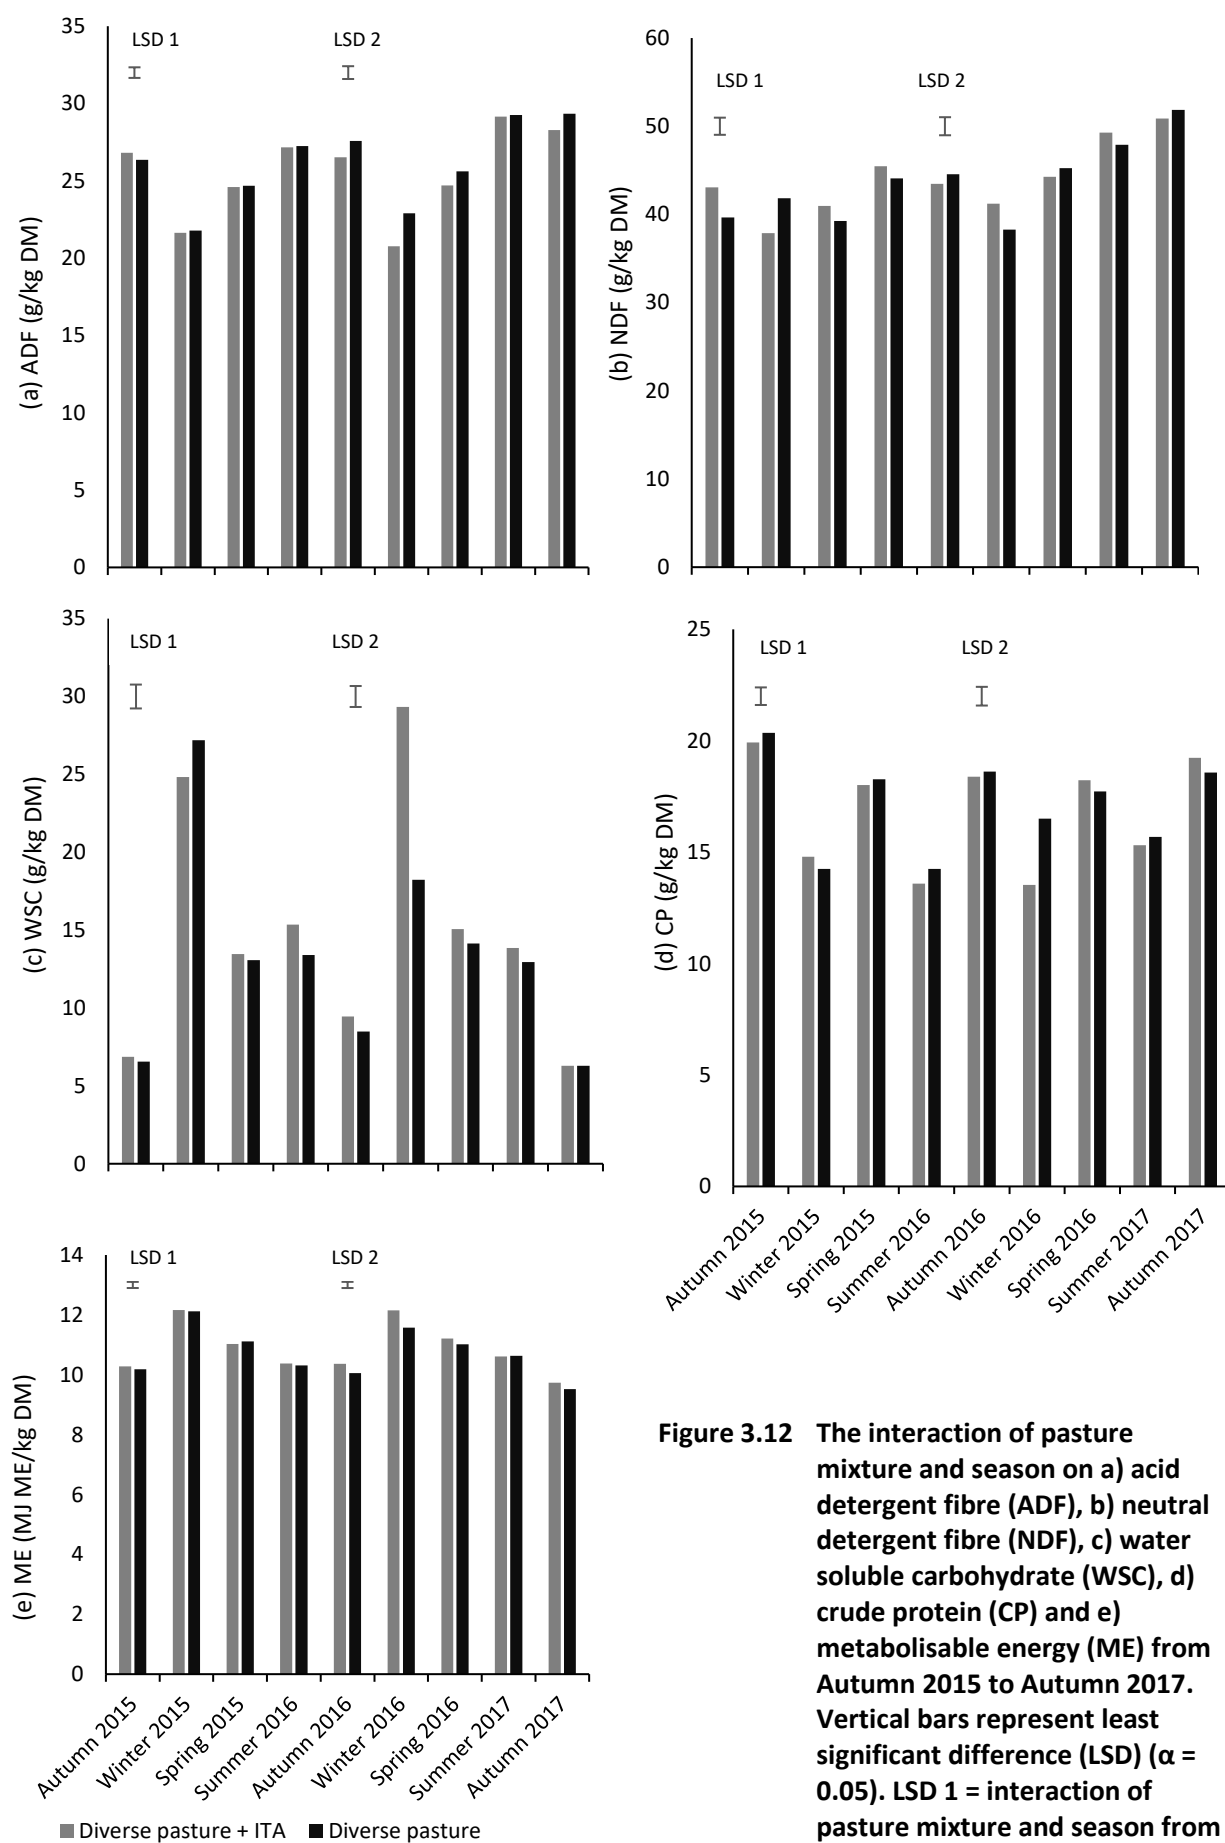 35
30
25
20
15
10
5
0
(a) ADF (g/kg DM)
LSD 1
LSD 2
60
50
40
30
20
10
0
(b) NDF (g/kg DM)
LSD 1
LSD 2
35
30
25
20
15
10
5
0
(c) WSC (g/kg DM)
LSD 1
LSD 2
25
20
15
10
5
0
(d) CP (g/kg DM)
LSD 1
LSD 2
Autumn 2015
Winter 2015
Spring 2015
Summer 2016
Autumn 2016
Winter 2016
Spring 2016
Summer 2017
Autumn 2017
14
12
10
8
6
4
2
0
(e) ME (MJ ME/kg DM)
LSD 1
LSD 2
Autumn 2015
Winter 2015
Spring 2015
Summer 2016
Autumn 2016
Winter 2016
Spring 2016
Summer 2017
Autumn 2017
Diverse pasture + ITA Diverse pasture
Figure 3.12 The interaction of pasture
mixture and season on a) acid
detergent fibre (ADF), b) neutral
detergent fibre (NDF), c) water
soluble carbohydrate (WSC), d)
crude protein (CP) and e)
metabolisable energy (ME) from
Autumn 2015 to Autumn 2017.
Vertical bars represent least
significant difference (LSD) (α =
0.05). LSD 1 = interaction of
pasture mixture and season from